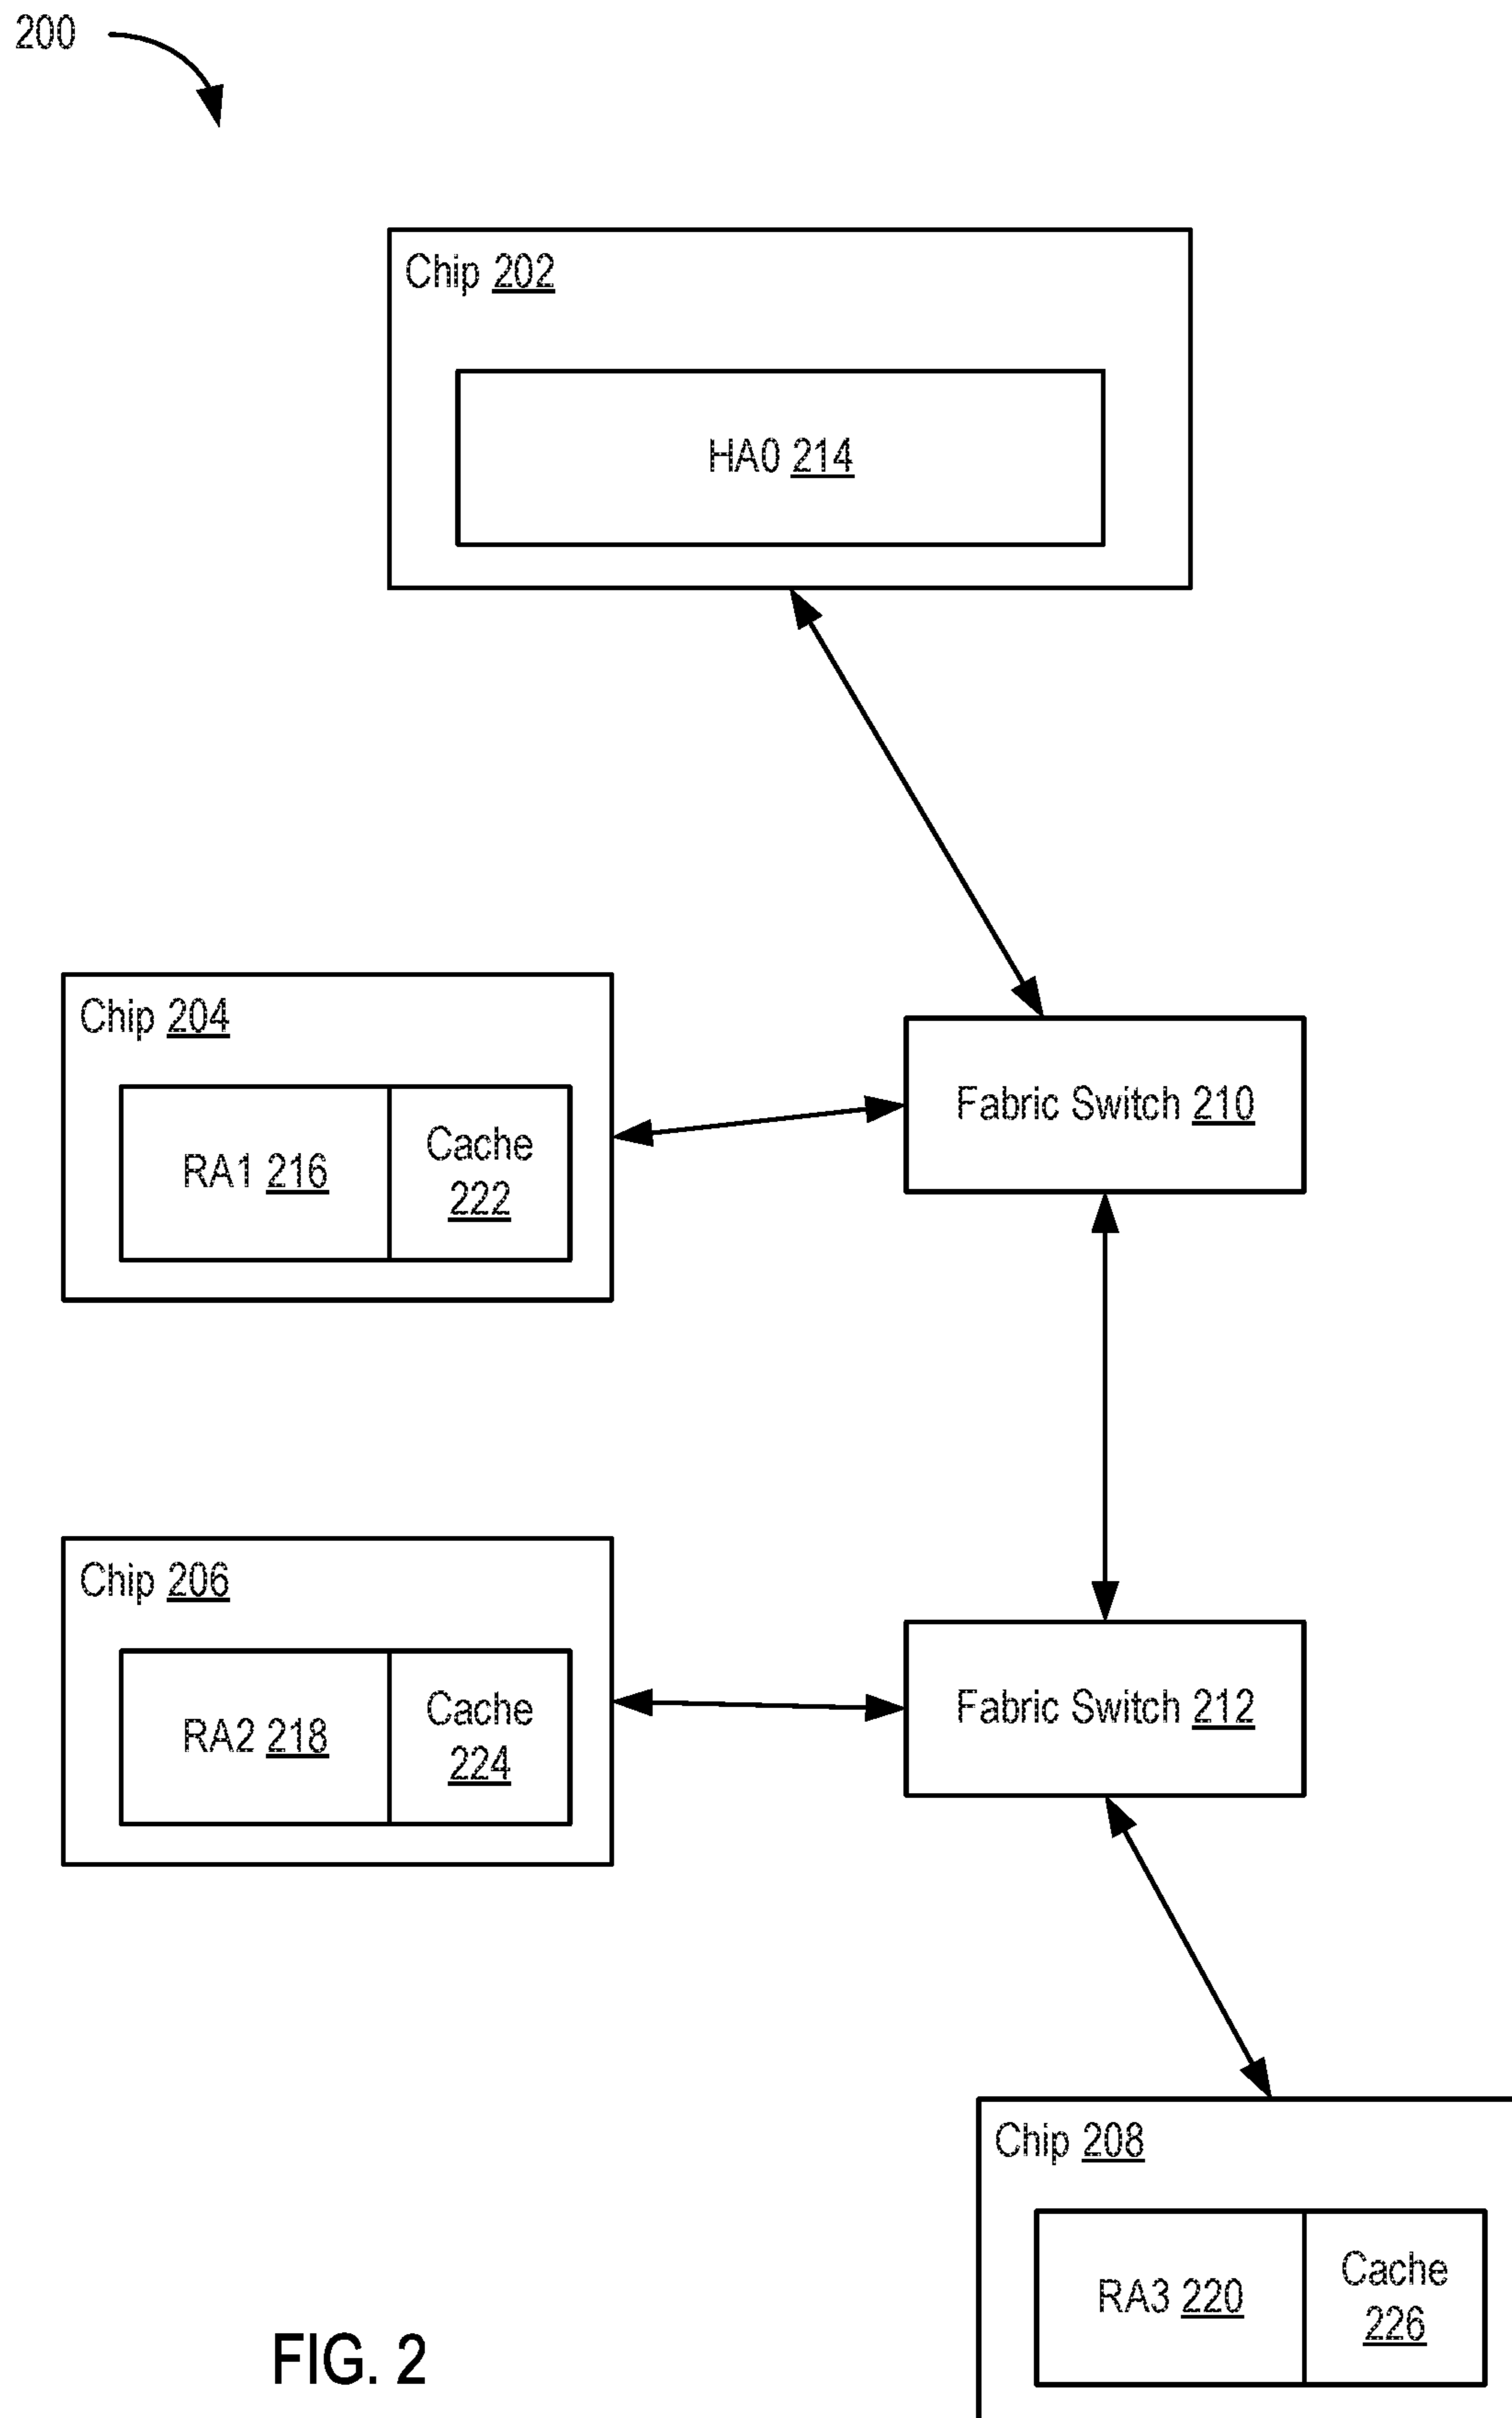 200
Chip 202
HA0 214
Chip 204
RA1 216
Cache
222
Fabric Switch 210
Chip 206
RA2 218
Cache
224
Fabric Switch 212
Chip 208
RA3 220
Cache
226
FIG. 2